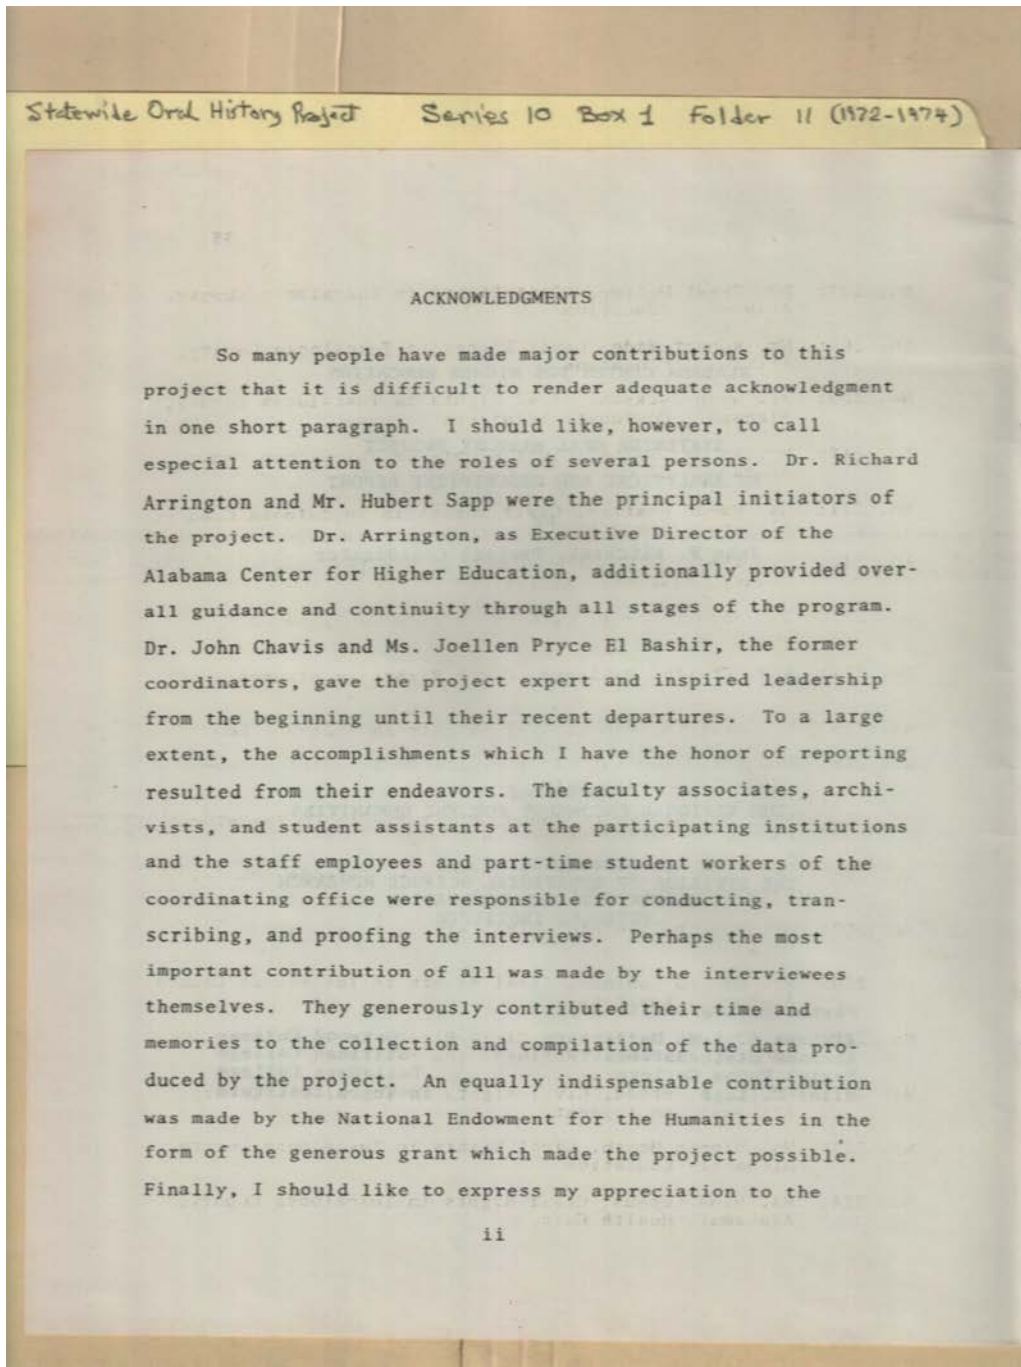 Statewide Oral History Project Series 10 Box 1 Folder 11 (1972-1974)
ACKNOWLEDGMENTS
So many people have made major contributions to this
project that it is difficult to render adequate acknowledgment
in one short paragraph. I should like, however, to call
especial attention to the roles of several persons. Dr. Richard
Arrington and Mr. Hubert Sapp were the principal initiators of
the project. Dr. Arrington, as Executive Director of the
Alabama Center for Higher Education, additionally provided over-
all guidance and continuity through all stages of the program.
Dr. John Chavis and Ms. Joellen Pryce El Bashir, the former
coordinators, gave the project expert and inspired leadership
from the beginning until their recent departures. To a large
extent, the accomplishments which I have the honor of reporting
resulted from their endeavors. The faculty associates, archi-
vists, and student assistants at the participating institutions
and the staff employees and part-time student workers of the
coordinating office were responsible for conducting, tran-
scribing, and proofing the interviews. Perhaps the most
important contribution of all was made by the interviewees
themselves. They generously contributed their time and
memories to the collection and compilation of the data pro-
duced by the project. An equally indispensable contribution
was made by the National Endowment for the Humanities in the
form of the generous grant which made the project possible.
Finally, I should like to express my appreciation to the
ii